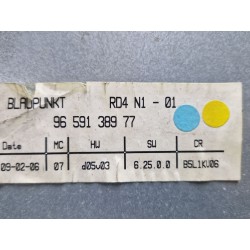 BLAUPUNKT RD4 N1 - 01
96 591 389 77
Date MC HW SW CR
09-02-06 07 d05v03 6.25.0.0 B5L1KV06